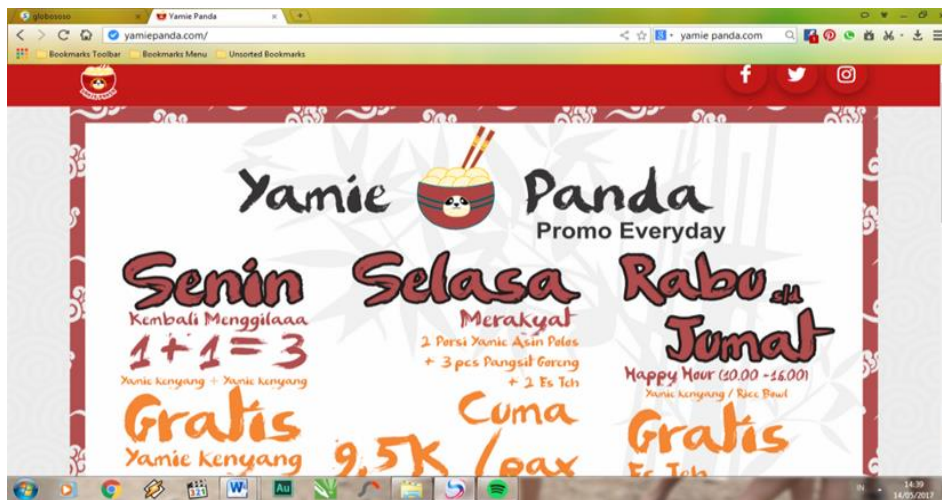 globososo
Yamie Panda
yamiepanda.com/
yamie panda.com
Bookmarks Toolbar
Bookmarks Menu
Unsorted Bookmarks
Yamie Panda
Promo Everyday
Senin
Kembali Menggilaaa
1+1=3
Yamie Kenyang + Yamie Kenyang
Gratis
Yamie Kenyang
Selasa
Merakyat
2 Porsi Yamie Asin Polos
+ 3 pcs Pangsit Goreng
+ 2 Es Teh
Cuma
9,5K /pax
Rabu s/d
Jumat
Happy Hour (10.00 - 16.00)
Yamie Kenyang / Rice Bowl
Gratis
Es Teh
IN
14:39
14/05/2017